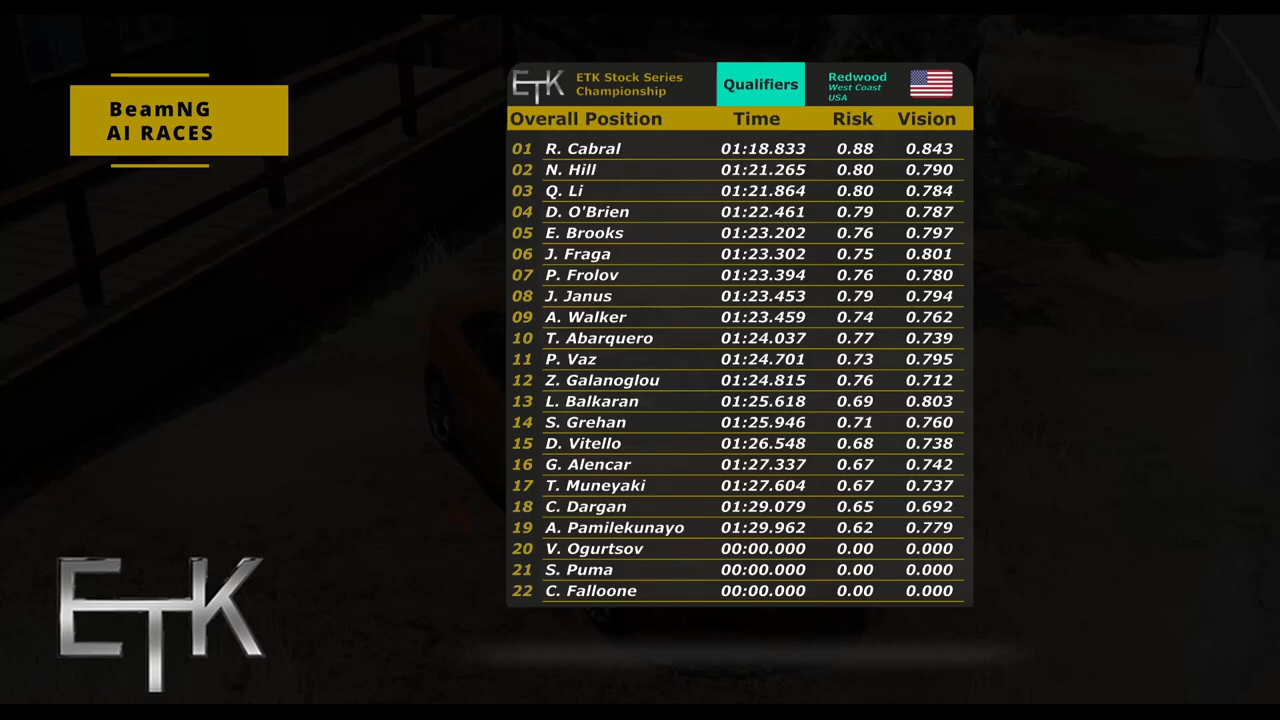 BeamNG
AI RACES
ETK
ETK Stock Series
Championship
Qualifiers
Redwood
West Coast
USA
Overall Position Time Risk Vision
01 R. Cabral 01:18.833 0.88 0.843
02 N. Hill 01:21.265 0.80 0.790
03 Q. Li 01:21.864 0.80 0.784
04 D. O'Brien 01:22.461 0.79 0.787
05 E. Brooks 01:23.202 0.76 0.797
06 J. Fraga 01:23.302 0.75 0.801
07 P. Frolov 01:23.394 0.76 0.780
08 J. Janus 01:23.453 0.79 0.794
09 A. Walker 01:23.459 0.74 0.762
10 T. Abarquero 01:24.037 0.77 0.739
11 P. Vaz 01:24.701 0.73 0.795
12 Z. Galanoglou 01:24.815 0.76 0.712
13 L. Balkaran 01:25.618 0.69 0.803
14 S. Grehan 01:25.946 0.71 0.760
15 D. Vitello 01:26.548 0.68 0.738
16 G. Alencar 01:27.337 0.67 0.742
17 T. Muneyaki 01:27.604 0.67 0.737
18 C. Dargan 01:29.079 0.65 0.692
19 A. Pamilekunayo 01:29.962 0.62 0.779
20 V. Ogurtsov 00:00.000 0.00 0.000
21 S. Puma 00:00.000 0.00 0.000
22 C. Falloone 00:00.000 0.00 0.000
ETK